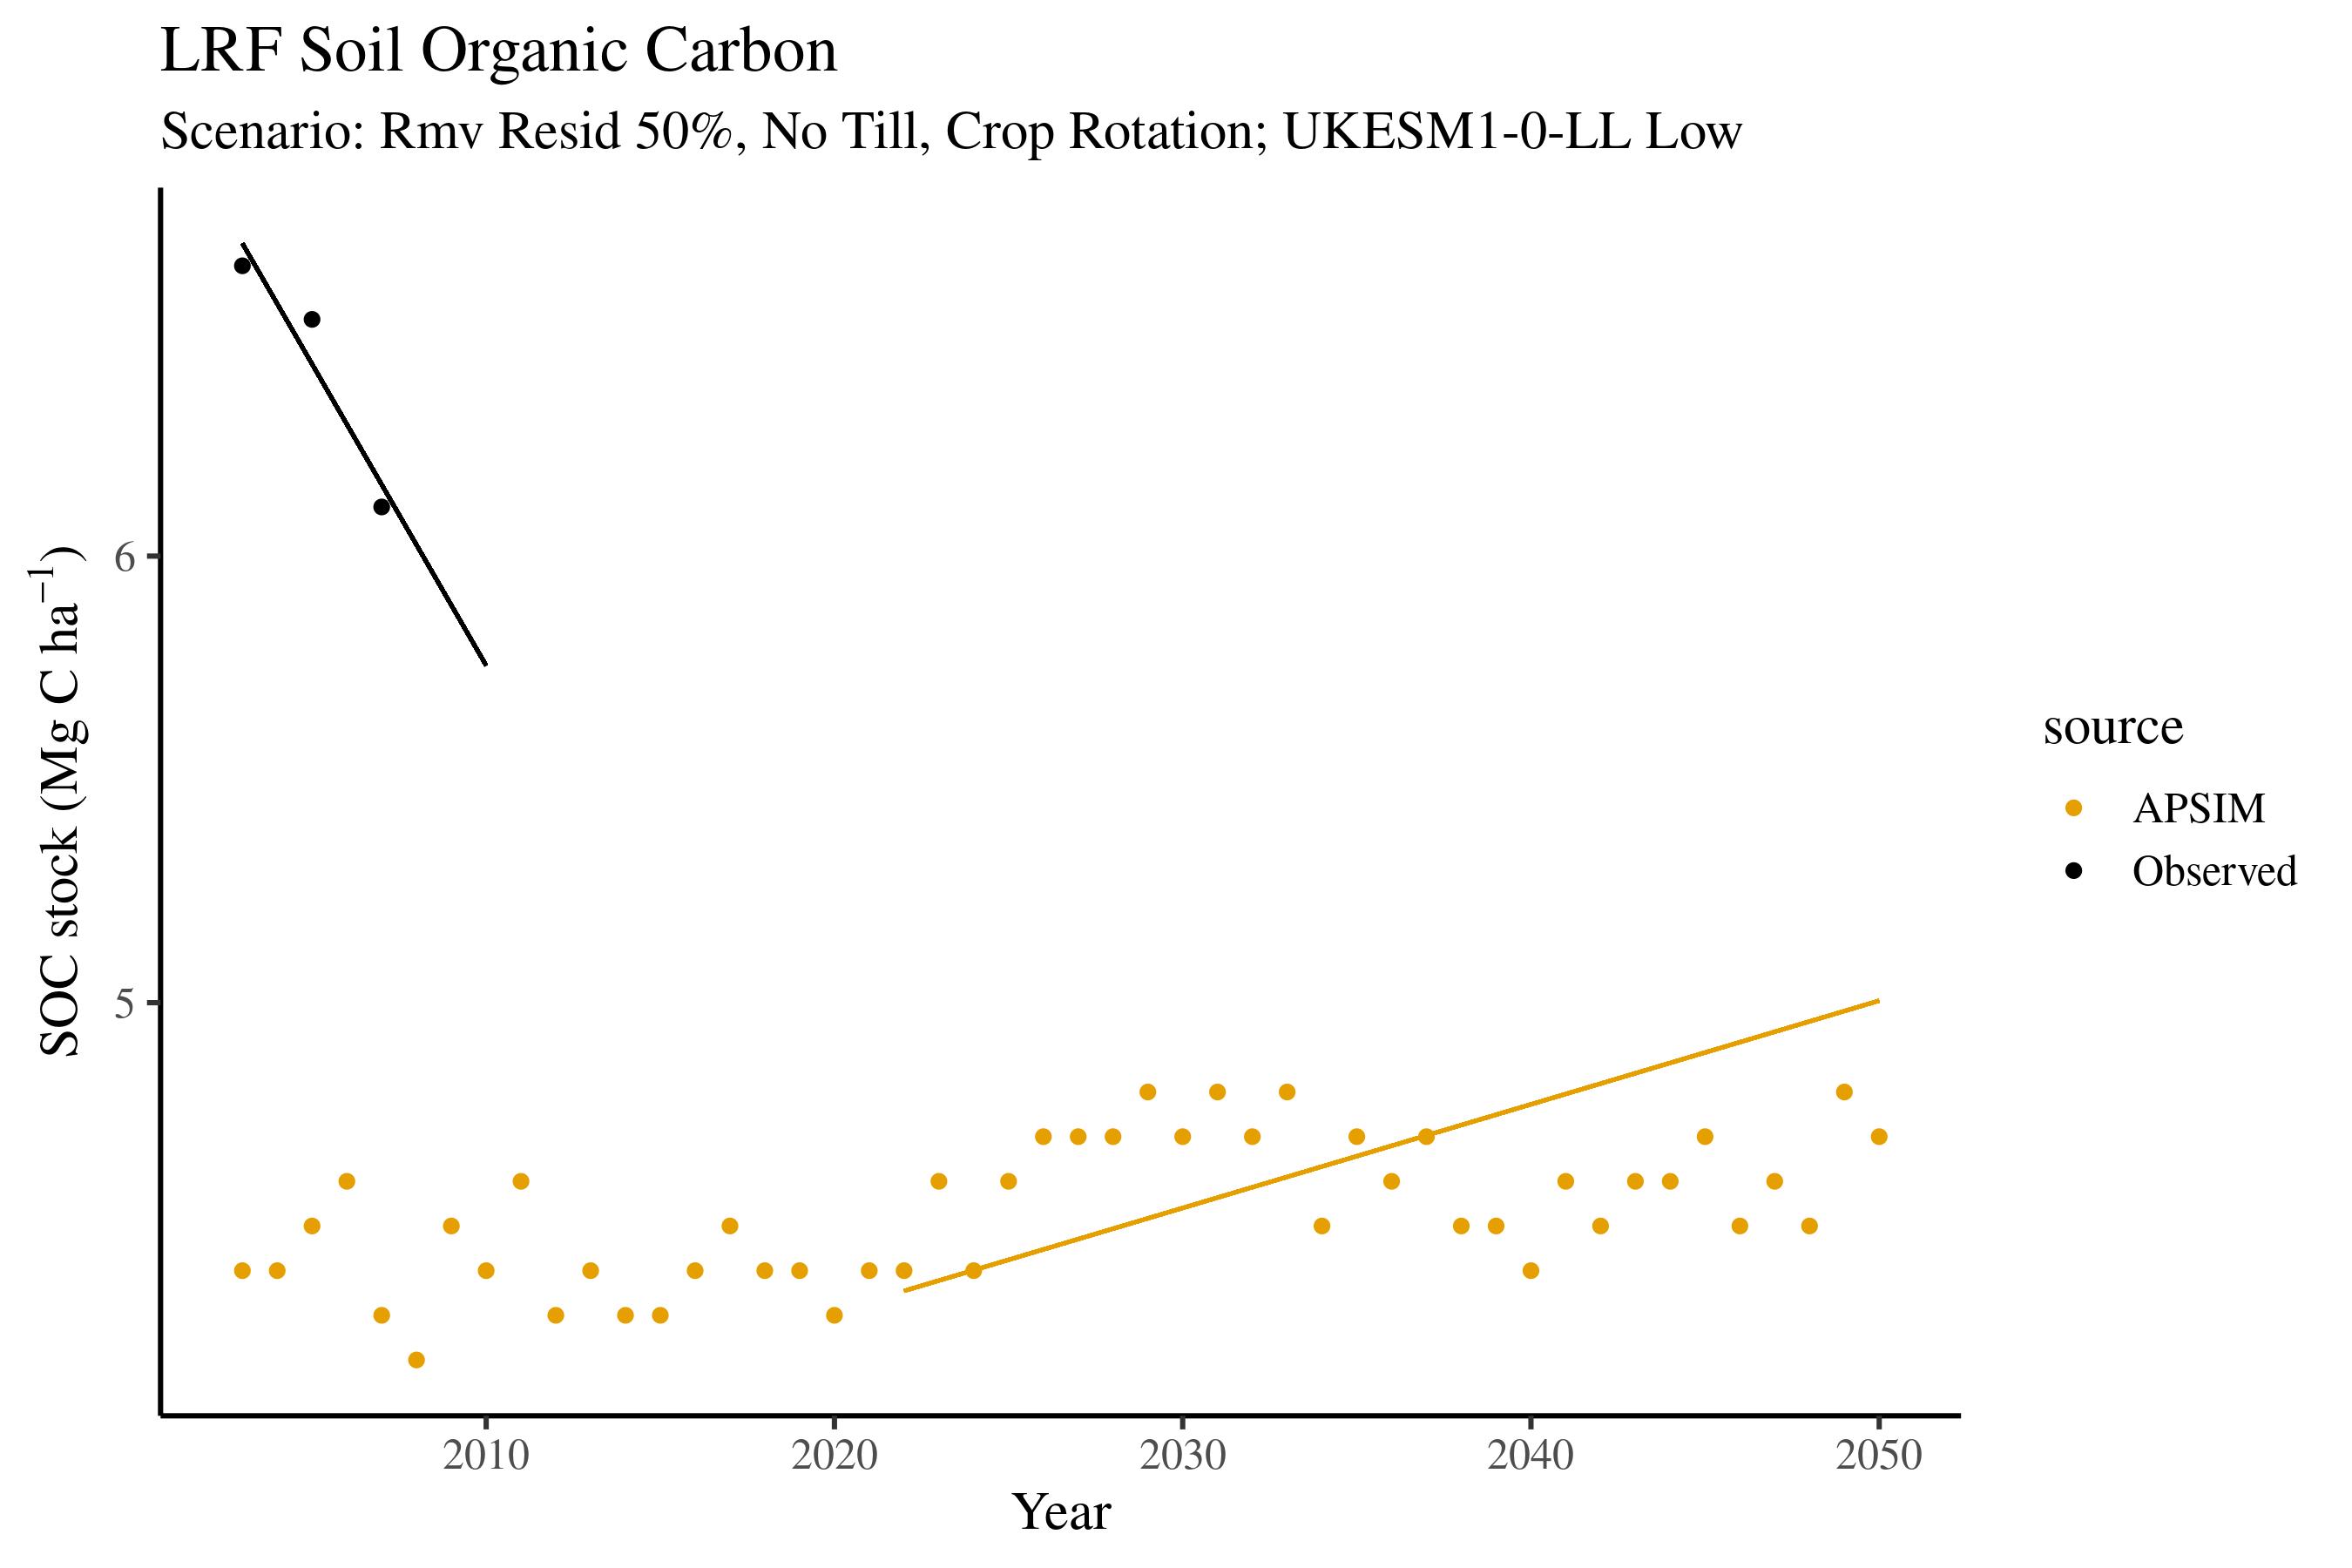 LRF Soil Organic Carbon
Scenario: Rmv Resid 50%, No Till, Crop Rotation; UKESM1-0-LL Low
SOC stock (Mg C ha⁻¹)
6
5
2010
2020
2030
2040
2050
Year
source
APSIM
Observed